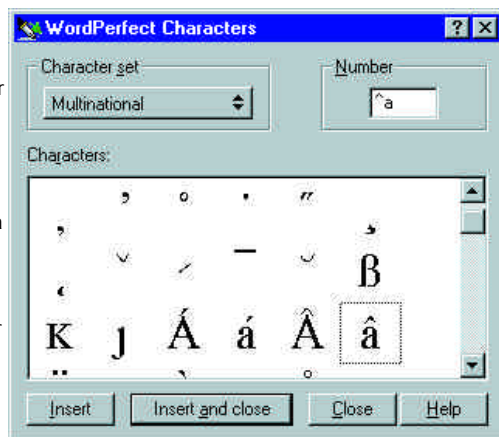 WordPerfect Characters
Character set
Number
Multinational
^a
Characters:
ß
K ȷ Á á Â â
Insert
Insert and close
Close
Help